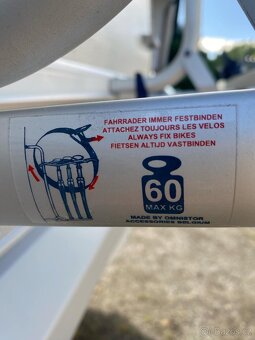 FAHRRADER IMMER FESTBINDEN
ATTACHEZ TOUJOURS LES VELOS
ALWAYS FIX BIKES
FIETSEN ALTIJD VASTBINDEN
60
MAX KG
MADE BY OMNISTOR
ACCESSORIES BELGIUM